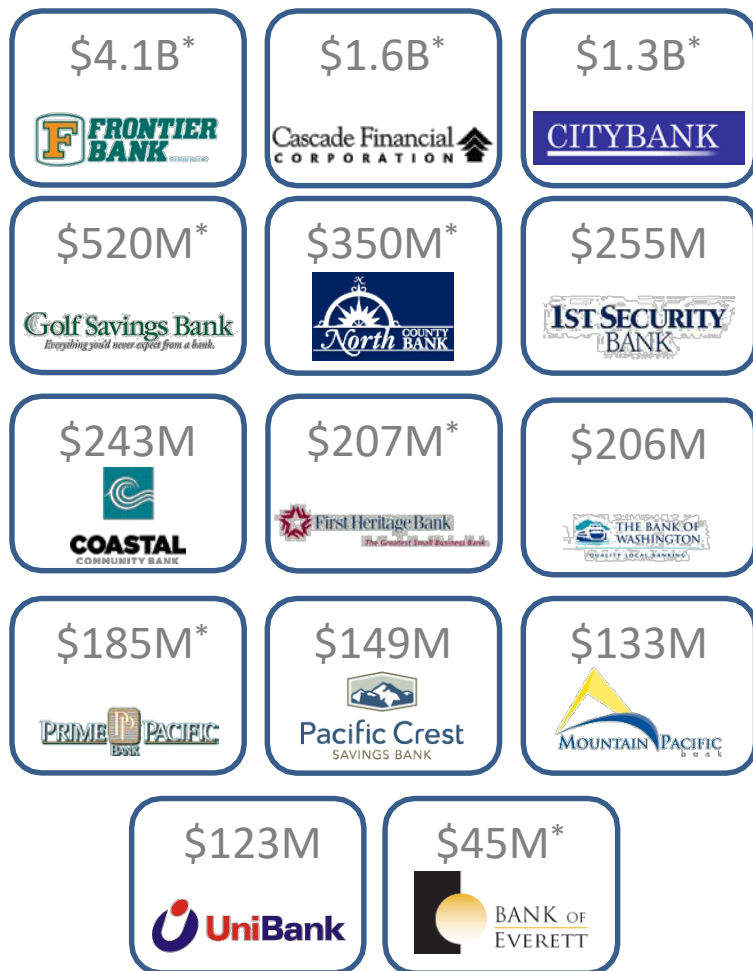 $4.1B*
FRONTIER
BANK
$1.6B*
Cascade Financial
CORPORATION
$1.3B*
CITYBANK
$520M*
Golf Savings Bank
Everything you'd never expect from a bank.
$350M*
N
North COUNTY BANK
$255M
1ST SECURITY
BANK
$243M
COASTAL
COMMUNITY BANK
$207M*
First Heritage Bank
The Greatest Small Business Bank
$206M
THE BANK OF
WASHINGTON
QUALITY LOCAL BANKING
$185M*
PRIME PP PACIFIC
BANK
$149M
Pacific Crest
SAVINGS BANK
$133M
MOUNTAIN PACIFIC
bank
$123M
UniBank
$45M*
BANK OF
EVERETT